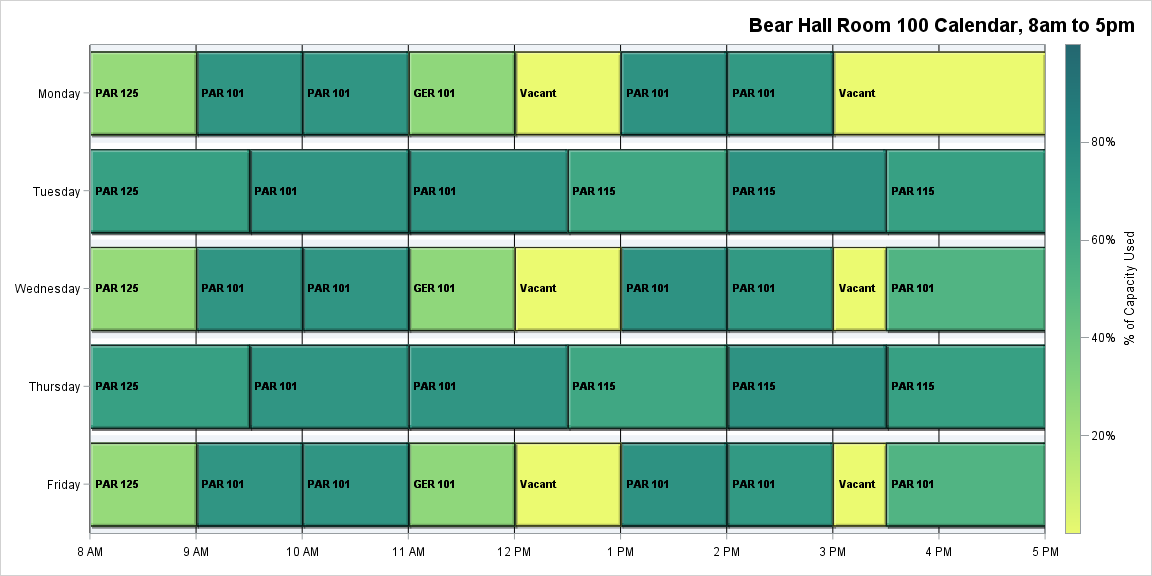 Bear Hall Room 100 Calendar, 8am to 5pm
Monday
PAR 125 PAR 101 PAR 101 GER 101 Vacant PAR 101 PAR 101 Vacant
Tuesday
PAR 125 PAR 101 PAR 101 PAR 115 PAR 115 PAR 115
Wednesday
PAR 125 PAR 101 PAR 101 GER 101 Vacant PAR 101 PAR 101 Vacant PAR 101
Thursday
PAR 125 PAR 101 PAR 101 PAR 115 PAR 115 PAR 115
Friday
PAR 125 PAR 101 PAR 101 GER 101 Vacant PAR 101 PAR 101 Vacant PAR 101
8 AM 9 AM 10 AM 11 AM 12 PM 1 PM 2 PM 3 PM 4 PM 5 PM
80%
60%
40%
20%
% of Capacity Used